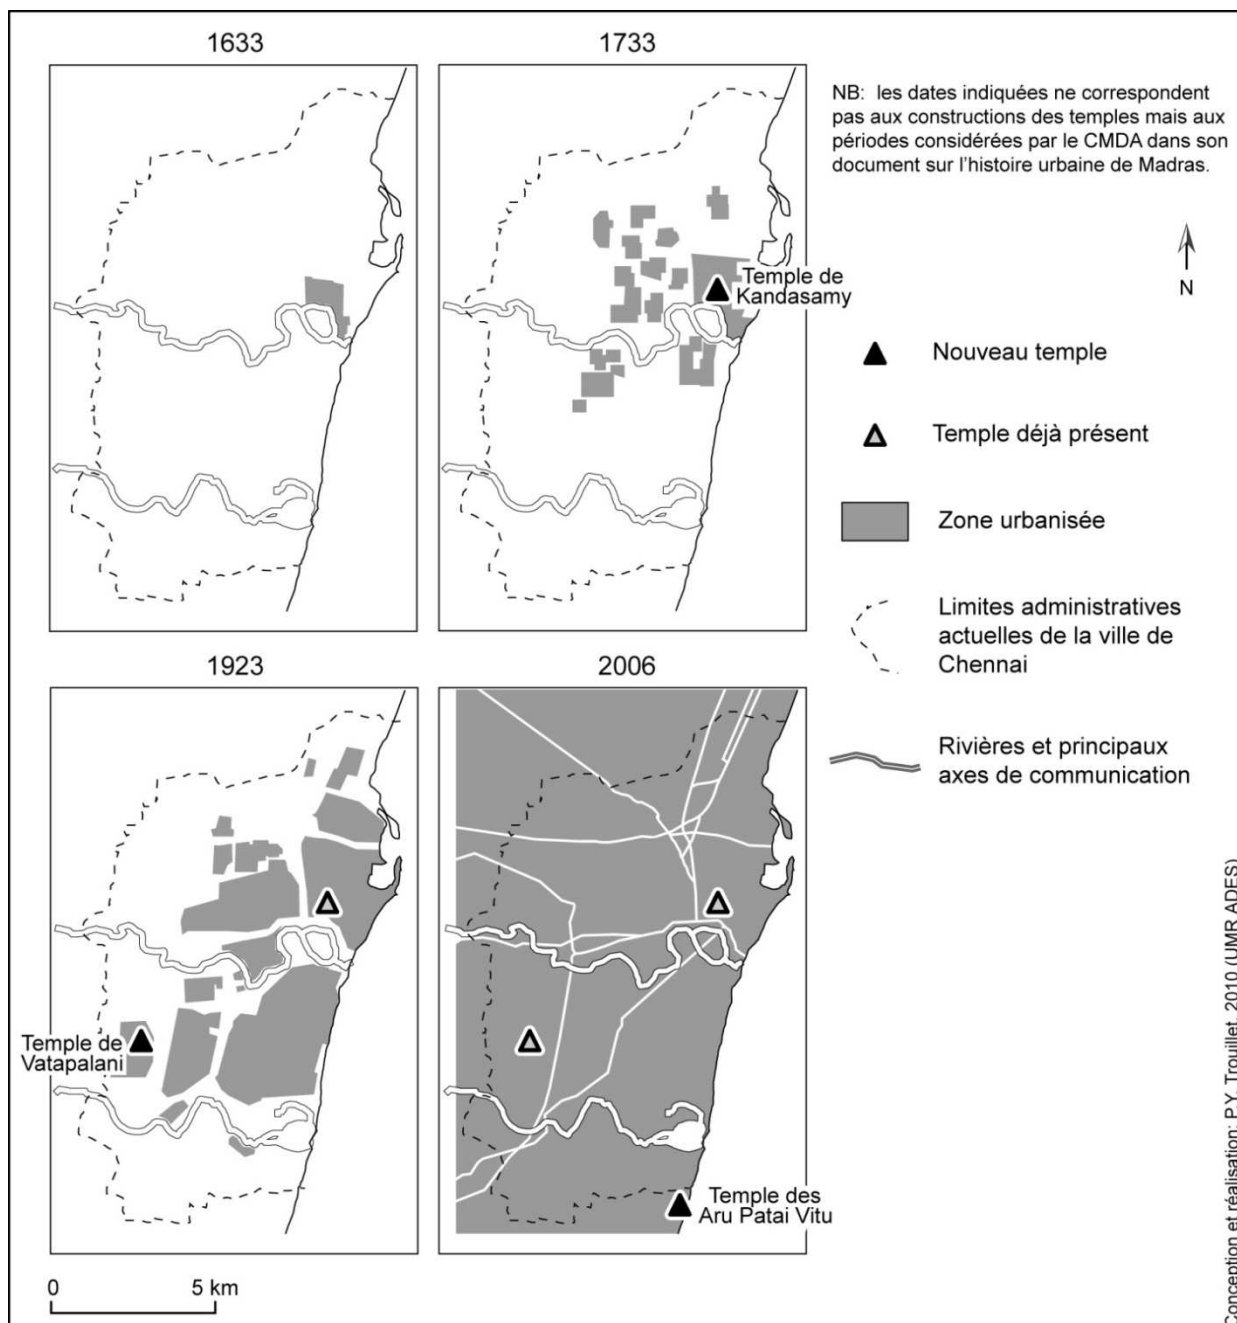 1633
1733
NB: les dates indiquées ne correspondent
pas aux constructions des temples mais aux
périodes considérées par le CMDA dans son
document sur l'histoire urbaine de Madras.
N
Temple de
Kandasamy
Nouveau temple
Temple déjà présent
Zone urbanisée
Limites administratives
actuelles de la ville de
Chennai
Rivières et principaux
axes de communication
1923
2006
Temple de
Vatapalani
Temple des
Aru Patai Vitu
0 5 km
Conception et réalisation: P.Y. Trouillet, 2010 (UMR ADES)